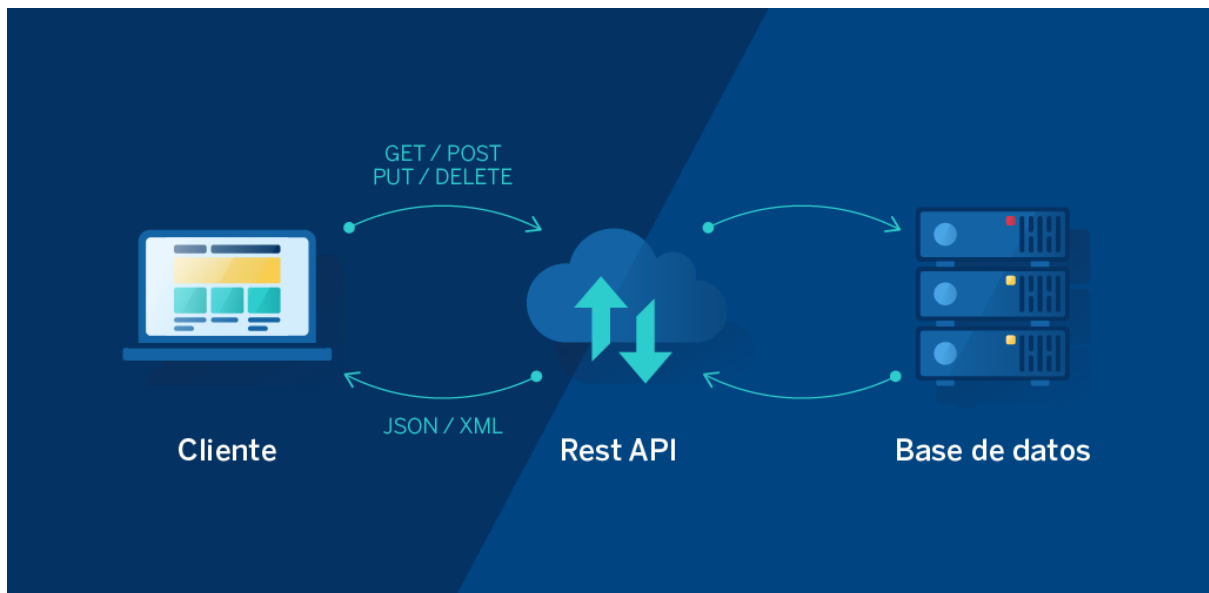 GET / POST
PUT / DELETE
JSON / XML
Cliente
Rest API
Base de datos